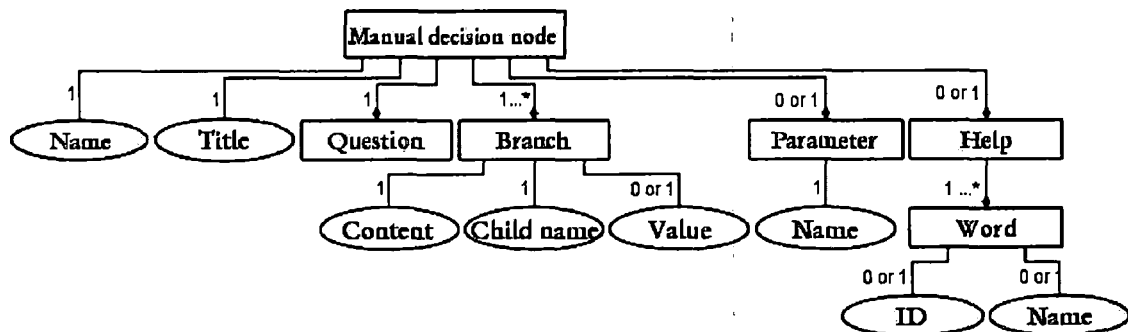 Manual decision node
1 1 1 1...* 0 or 1 0 or 1
Name Title Question Branch Parameter Help
1 1 0 or 1 1 1 ...*
Content Child name Value Name Word
0 or 1 0 or
ID Name